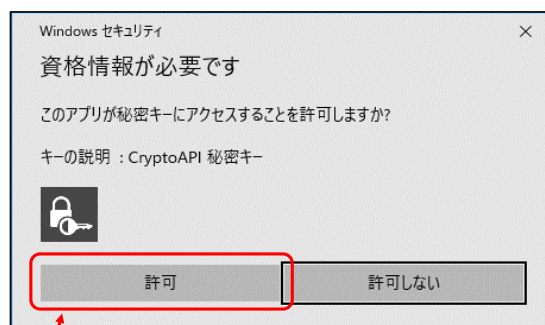 Windows セキュリティ
資格情報が必要です
このアプリが秘密キーにアクセスすることを許可しますか?
キーの説明 : CryptoAPI 秘密キー
許可
許可しない